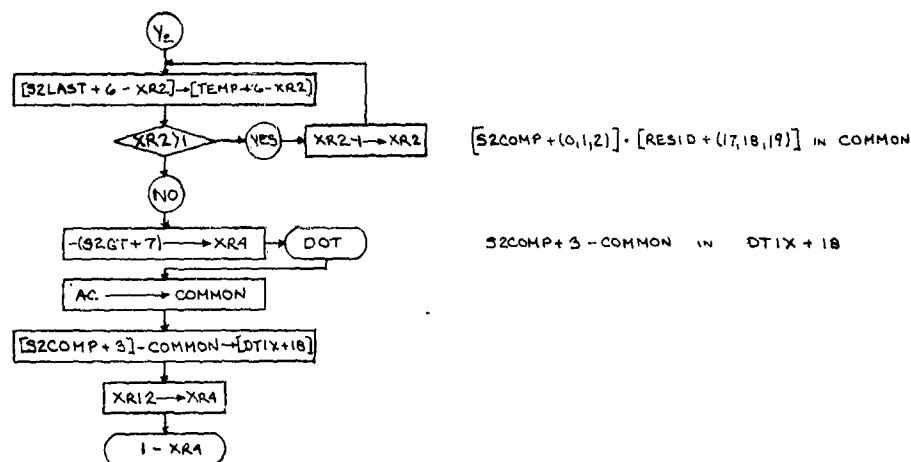 Y2
[S2LAST + 6 - XR2]→[TEMP+6-XR2)
XR2>1
YES
XR2-1→XR2
[S2COMP + (0,1,2]·[RESID + (17,18,19)] IN COMMON
NO
-(S2GT+7)→XR4
DOT
S2COMP+3-COMMON IN DT1X + 18
AC.→COMMON
[S2COMP+3]-COMMON→[DT1X+18]
XR12→XR4
1-XR4